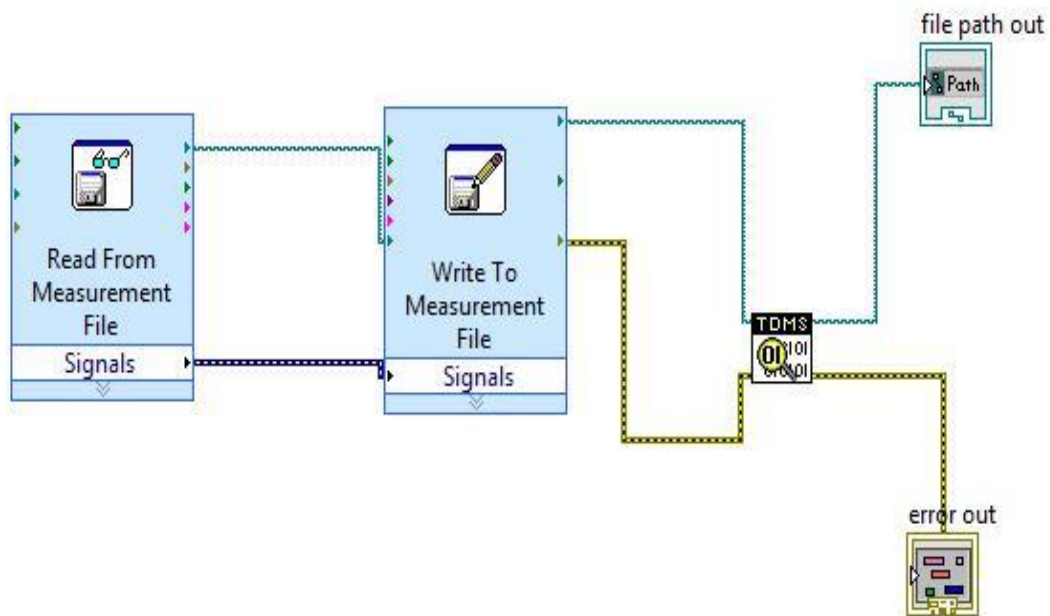 file path out
Path
Read From
Measurement
File
Signals
Write To
Measurement
File
Signals
TDMS
error out